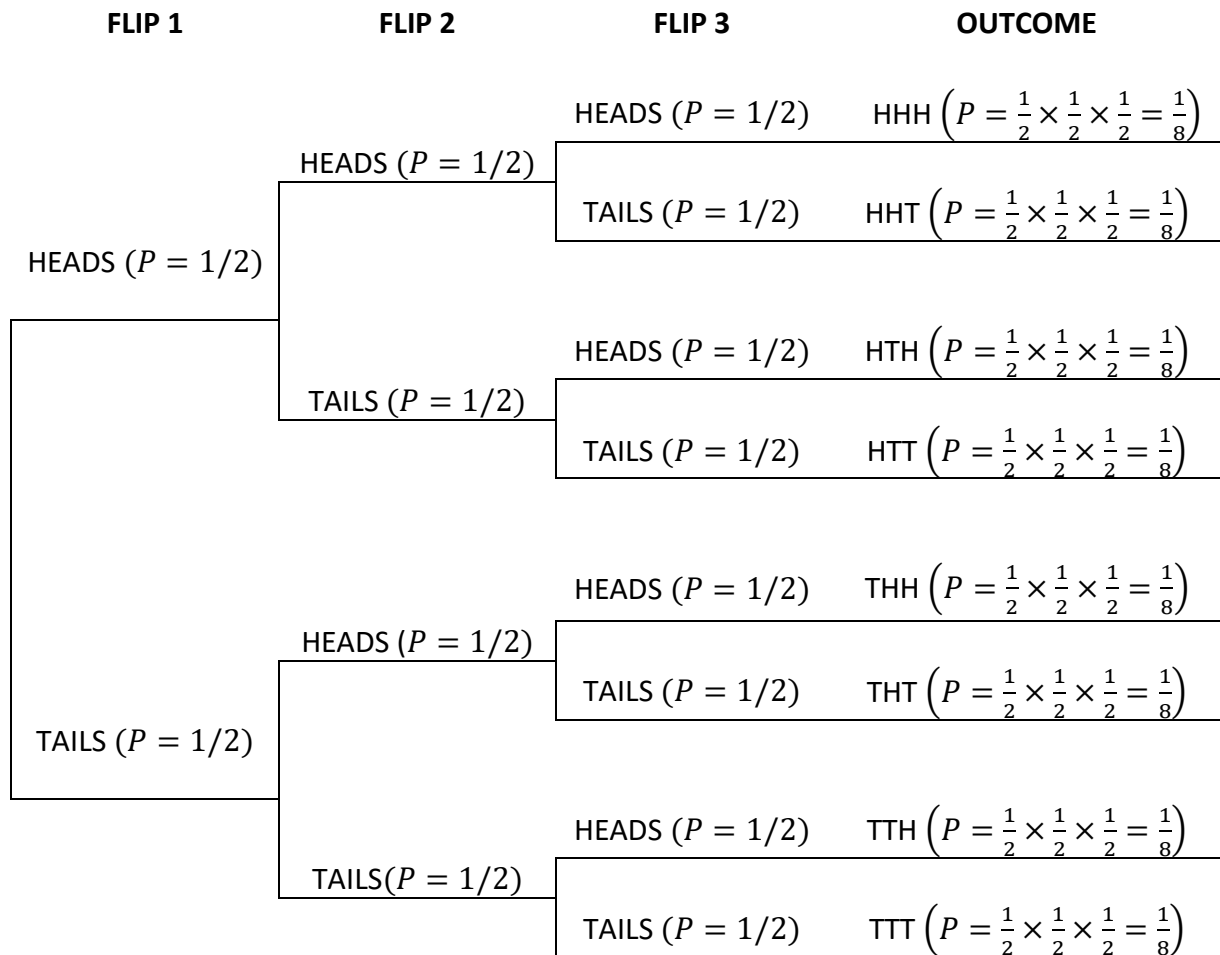 FLIP 1 FLIP 2 FLIP 3 OUTCOME
HEADS (P = 1/2) HHH (P = 1/2 × 1/2 × 1/2 = 1/8)
HEADS (P = 1/2)
TAILS (P = 1/2) HHT (P = 1/2 × 1/2 × 1/2 = 1/8)
HEADS (P = 1/2)
HEADS (P = 1/2) HTH (P = 1/2 × 1/2 × 1/2 = 1/8)
TAILS (P = 1/2)
TAILS (P = 1/2) HTT (P = 1/2 × 1/2 × 1/2 = 1/8)
HEADS (P = 1/2) THH (P = 1/2 × 1/2 × 1/2 = 1/8)
HEADS (P = 1/2)
TAILS (P = 1/2) THT (P = 1/2 × 1/2 × 1/2 = 1/8)
TAILS (P = 1/2)
HEADS (P = 1/2) TTH (P = 1/2 × 1/2 × 1/2 = 1/8)
TAILS(P = 1/2)
TAILS (P = 1/2) TTT (P = 1/2 × 1/2 × 1/2 = 1/8)